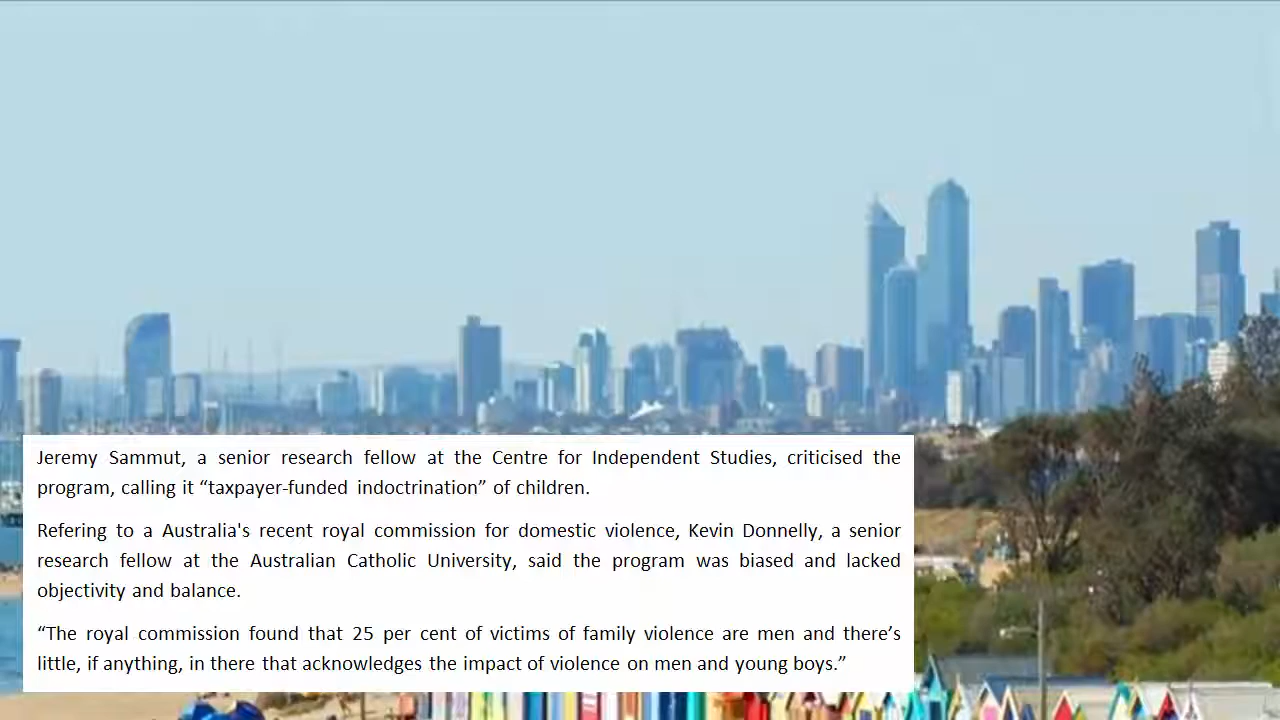 Jeremy Sammut, a senior research fellow at the Centre for Independent Studies, criticised the
program, calling it “taxpayer-funded indoctrination” of children.
Refering to a Australia's recent royal commission for domestic violence, Kevin Donnelly, a senior
research fellow at the Australian Catholic University, said the program was biased and lacked
objectivity and balance.
“The royal commission found that 25 per cent of victims of family violence are men and there’s
little, if anything, in there that acknowledges the impact of violence on men and young boys.”